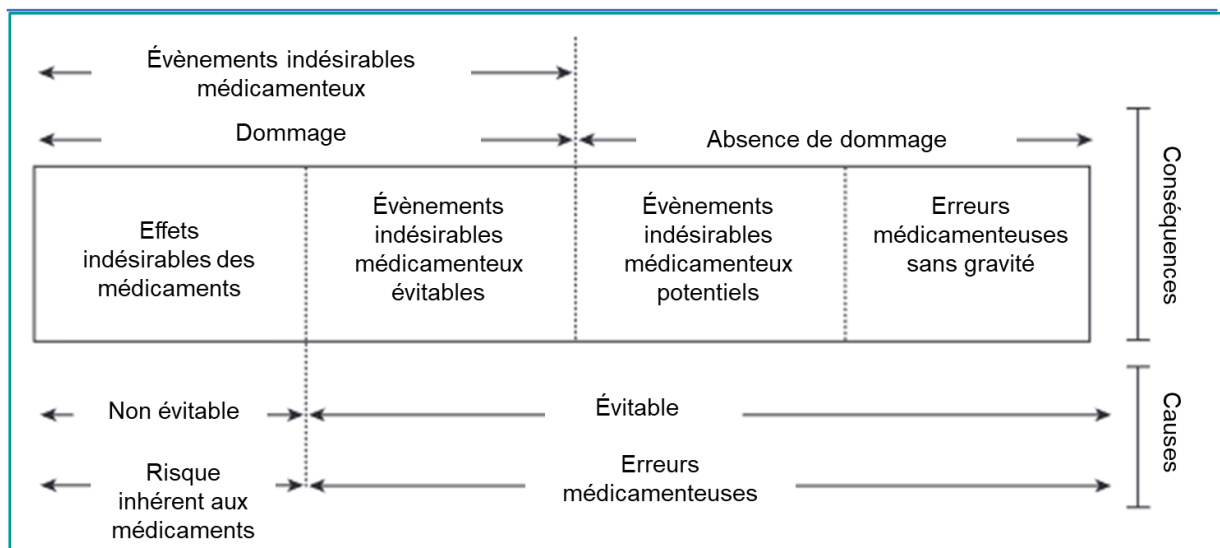 Évènements indésirables
médicamenteux
Dommage
Absence de dommage
Effets
indésirables des
médicaments
Évènements
indésirables
médicamenteux
évitables
Évènements
indésirables
médicamenteux
potentiels
Erreurs
médicamenteuses
sans gravité
Conséquences
Non évitable
Évitable
Risque
inhérent aux
médicaments
Erreurs
médicamenteuses
Causes